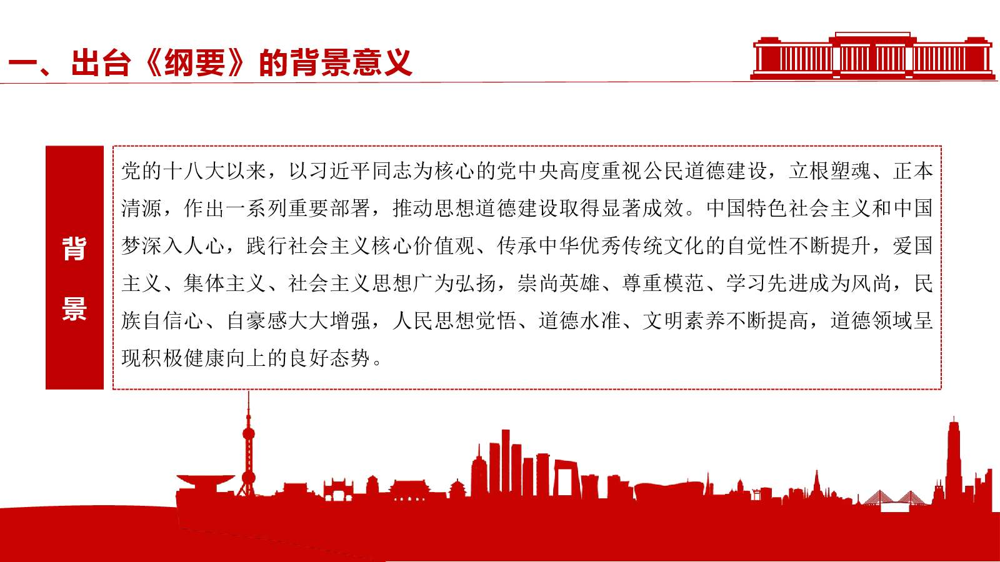 一、出台《纲要》的背景意义
背
景
党的十八大以来，以习近平同志为核心的党中央高度重视公民道德建设，立根塑魂、正本
清源，作出一系列重要部署，推动思想道德建设取得显著成效。中国特色社会主义和中国
梦深入人心，践行社会主义核心价值观、传承中华优秀传统文化的自觉性不断提升，爱国
主义、集体主义、社会主义思想广为弘扬，崇尚英雄、尊重模范、学习先进成为风尚，民
族自信心、自豪感大大增强，人民思想觉悟、道德水准、文明素养不断提高，道德领域呈
现积极健康向上的良好态势。